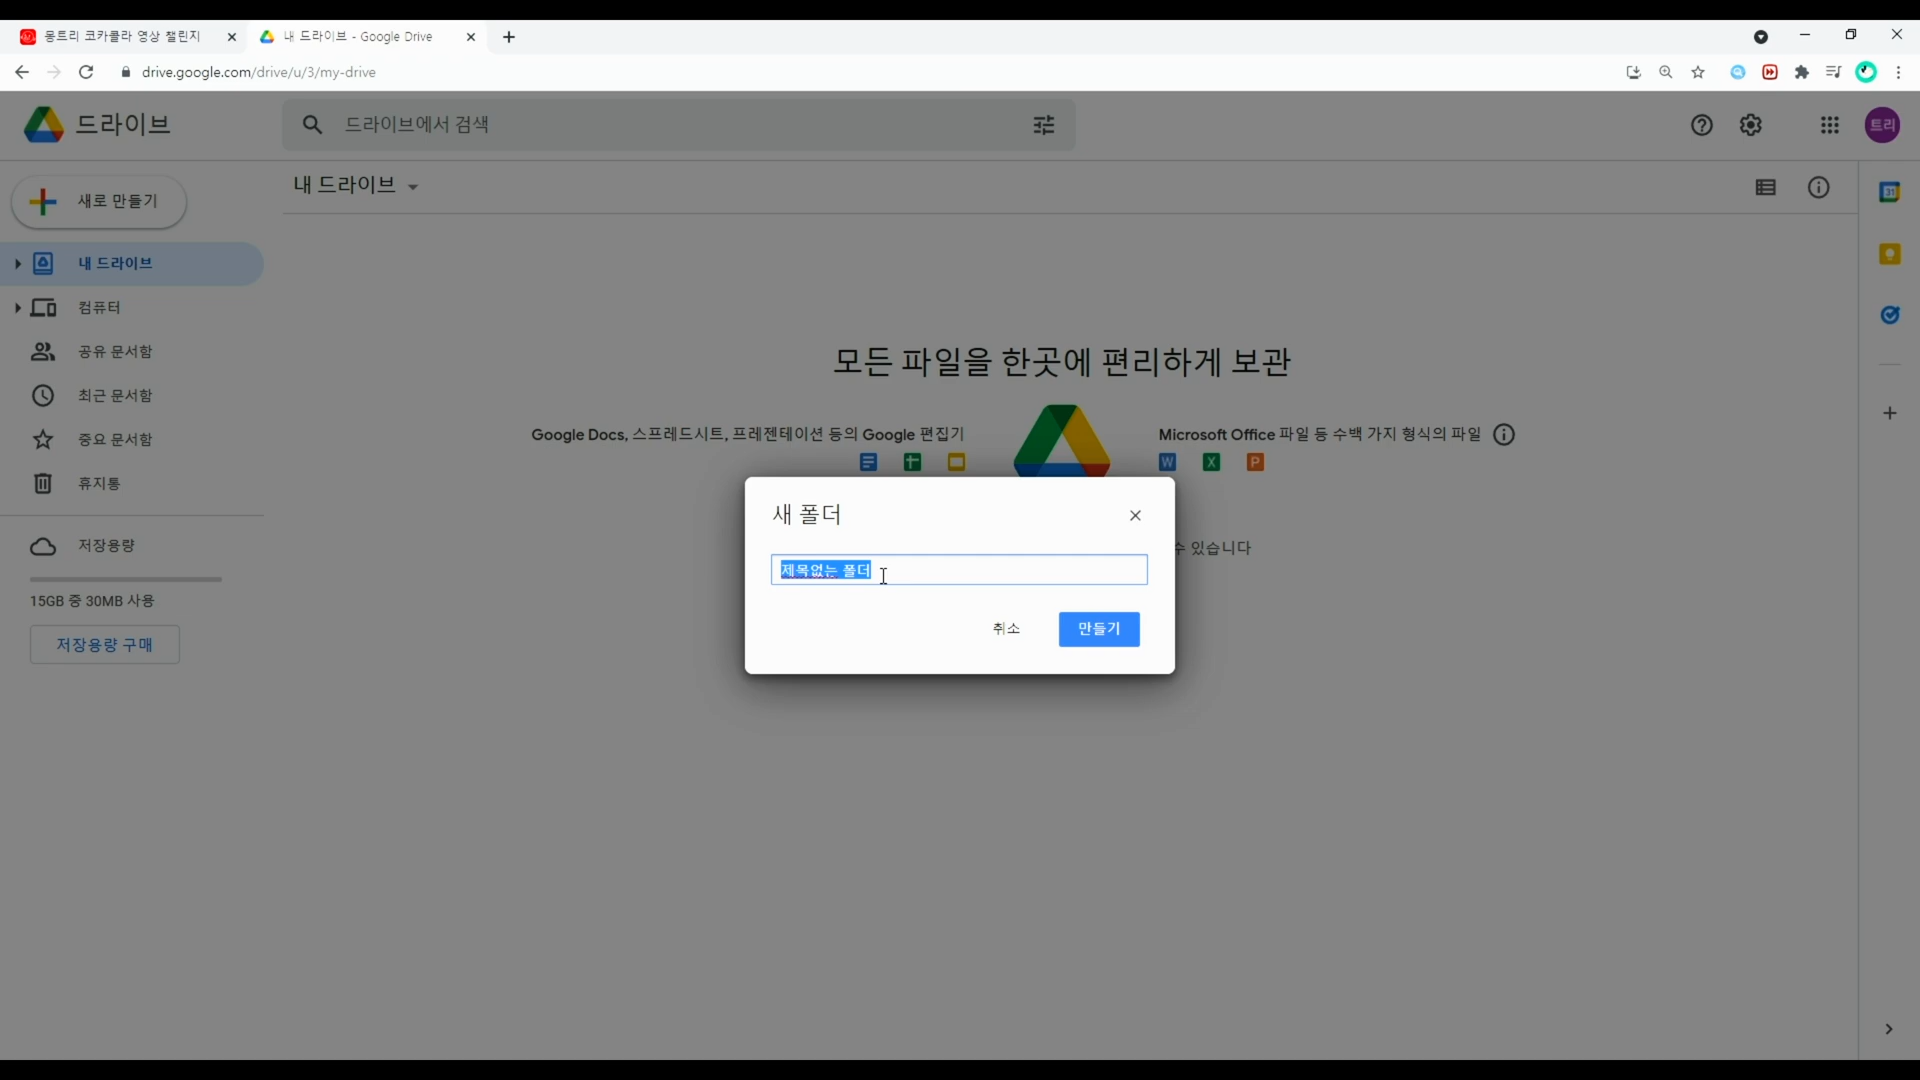 몽트리 코카콜라 영상 챌린지
내 드라이브 - Google Drive
drive.google.com/drive/u/3/my-drive
드라이브
드라이브에서 검색
트리
새로 만들기
내 드라이브
내 드라이브
컴퓨터
공유 문서함
최근 문서함
중요 문서함
휴지통
저장용량
15GB 중 30MB 사용
저장용량 구매
31
모든 파일을 한곳에 편리하게 보관
Google Docs, 스프레드시트, 프레젠테이션 등의 Google 편집기
Microsoft Office 파일 등 수백 가지 형식의 파일
W
X
P
수 있습니다
새 폴더
제목없는 폴더
취소
만들기